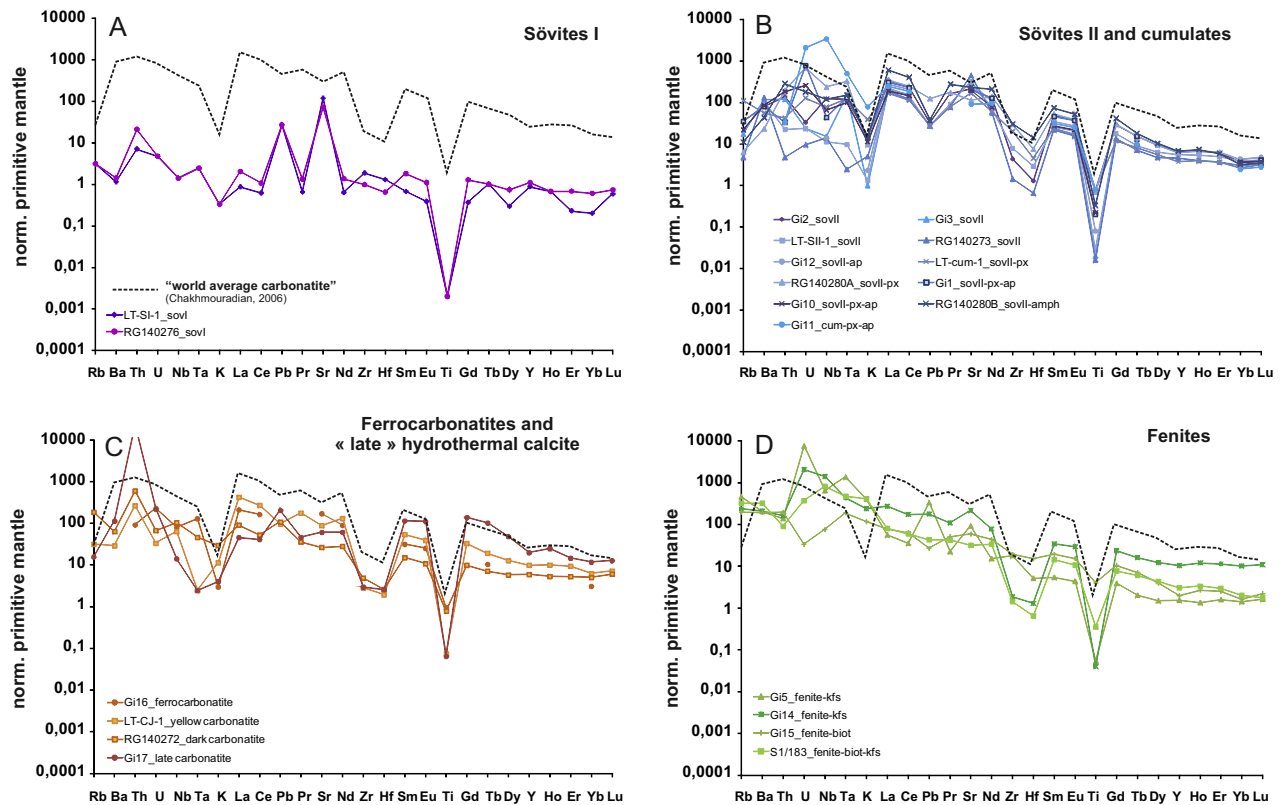 A
Sövites I
norm. primitive mantle
10000
1000
100
10
1
0,1
0,01
0,001
0,0001
"world average carbonatite"
(Chakhmouradian, 2006)
LT-SI-1_sovI
RG140276_sovI
Rb Ba Th U Nb Ta K La Ce Pb Pr Sr Nd Zr Hf Sm Eu Ti Gd Tb Dy Y Ho Er Yb Lu
B
Sövites II and cumulates
norm. primitive mantle
10000
1000
100
10
1
0,1
0,01
0,001
0,0001
Gi2_sovII
Gi3_sovII
LT-SII-1_sovII
RG140273_sovII
Gi12_sovII-ap
LT-cum-1_sovII-px
RG140280A_sovII-px
Gi1_sovII-px-ap
Gi10_sovII-px-ap
RG140280B_sovII-amph
Gi11_cum-px-ap
Rb Ba Th U Nb Ta K La Ce Pb Pr Sr Nd Zr Hf Sm Eu Ti Gd Tb Dy Y Ho Er Yb Lu
C
Ferrocarbonatites and
« late » hydrothermal calcite
norm. primitive mantle
10000
1000
100
10
1
0,1
0,01
0,001
0,0001
Gi16_ferrocarbonatite
LT-CJ-1_yellow carbonatite
RG140272_dark carbonatite
Gi17_late carbonatite
Rb Ba Th U Nb Ta K La Ce Pb Pr Sr Nd Zr Hf Sm Eu Ti Gd Tb Dy Y Ho Er Yb Lu
D
Fenites
norm. primitive mantle
10000
1000
100
10
1
0,1
0,01
0,001
0,0001
Gi5_fenite-kfs
Gi14_fenite-kfs
Gi15_fenite-biot
S1/183_fenite-biot-kfs
Rb Ba Th U Nb Ta K La Ce Pb Pr Sr Nd Zr Hf Sm Eu Ti Gd Tb Dy Y Ho Er Yb Lu